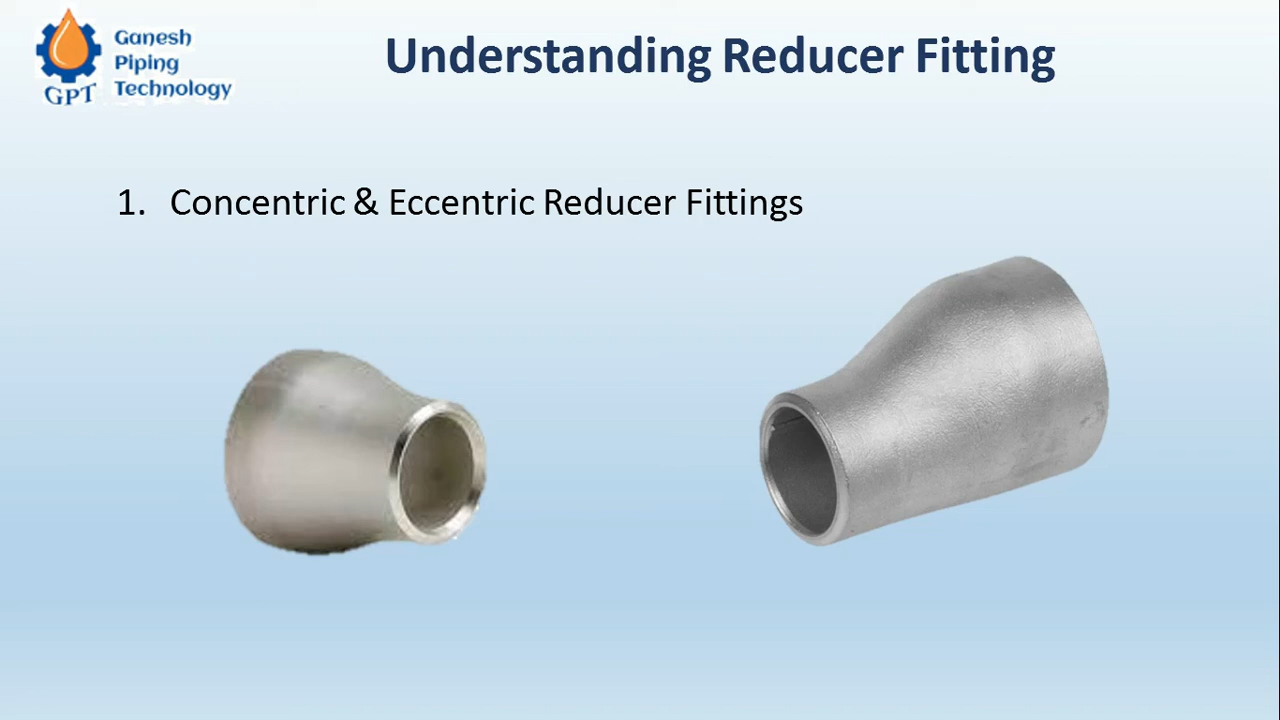 Ganesh
Piping
Technology
GPT
Understanding Reducer Fitting
1. Concentric & Eccentric Reducer Fittings